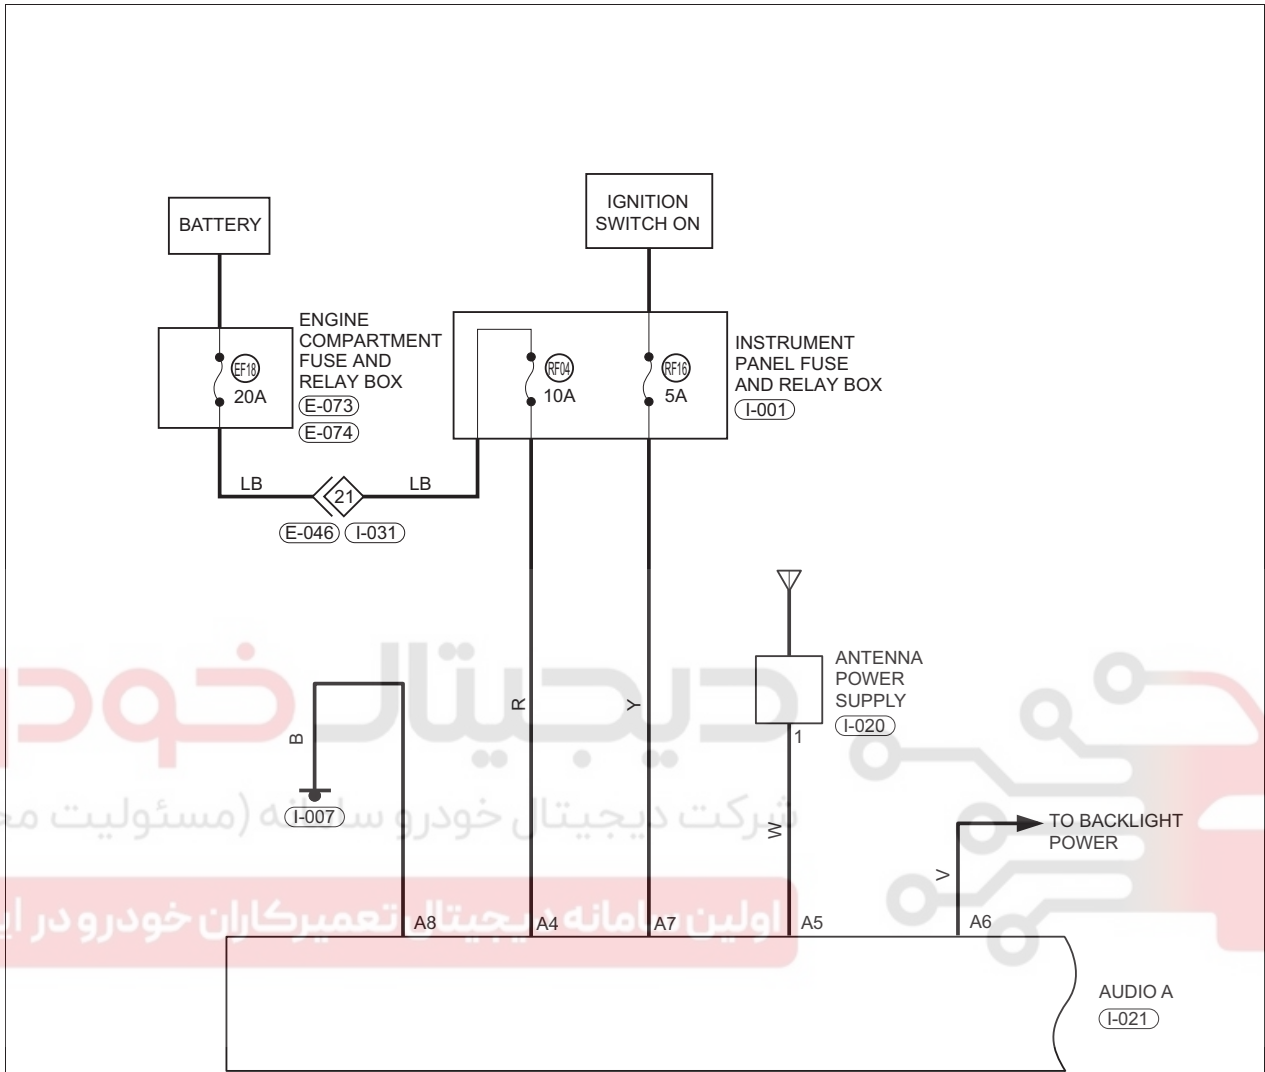 BATTERY
IGNITION
SWITCH ON
ENGINE
COMPARTMENT
FUSE AND
RELAY BOX
E-073
E-074
EF18
20A
RF04
10A
RF16
5A
INSTRUMENT
PANEL FUSE
AND RELAY BOX
I-001
LB
21
LB
E-046
I-031
ANTENNA
POWER
SUPPLY
I-020
1
B
R
Y
W
V
I-007
TO BACKLIGHT
POWER
دیجیتال خودر
شرکت دیجیتال خودرو سامانه (مسئولیت
اولین سامانه دیجیتال تعمیرکاران خودرو در
A8
A4
A7
A5
A6
AUDIO A
I-021